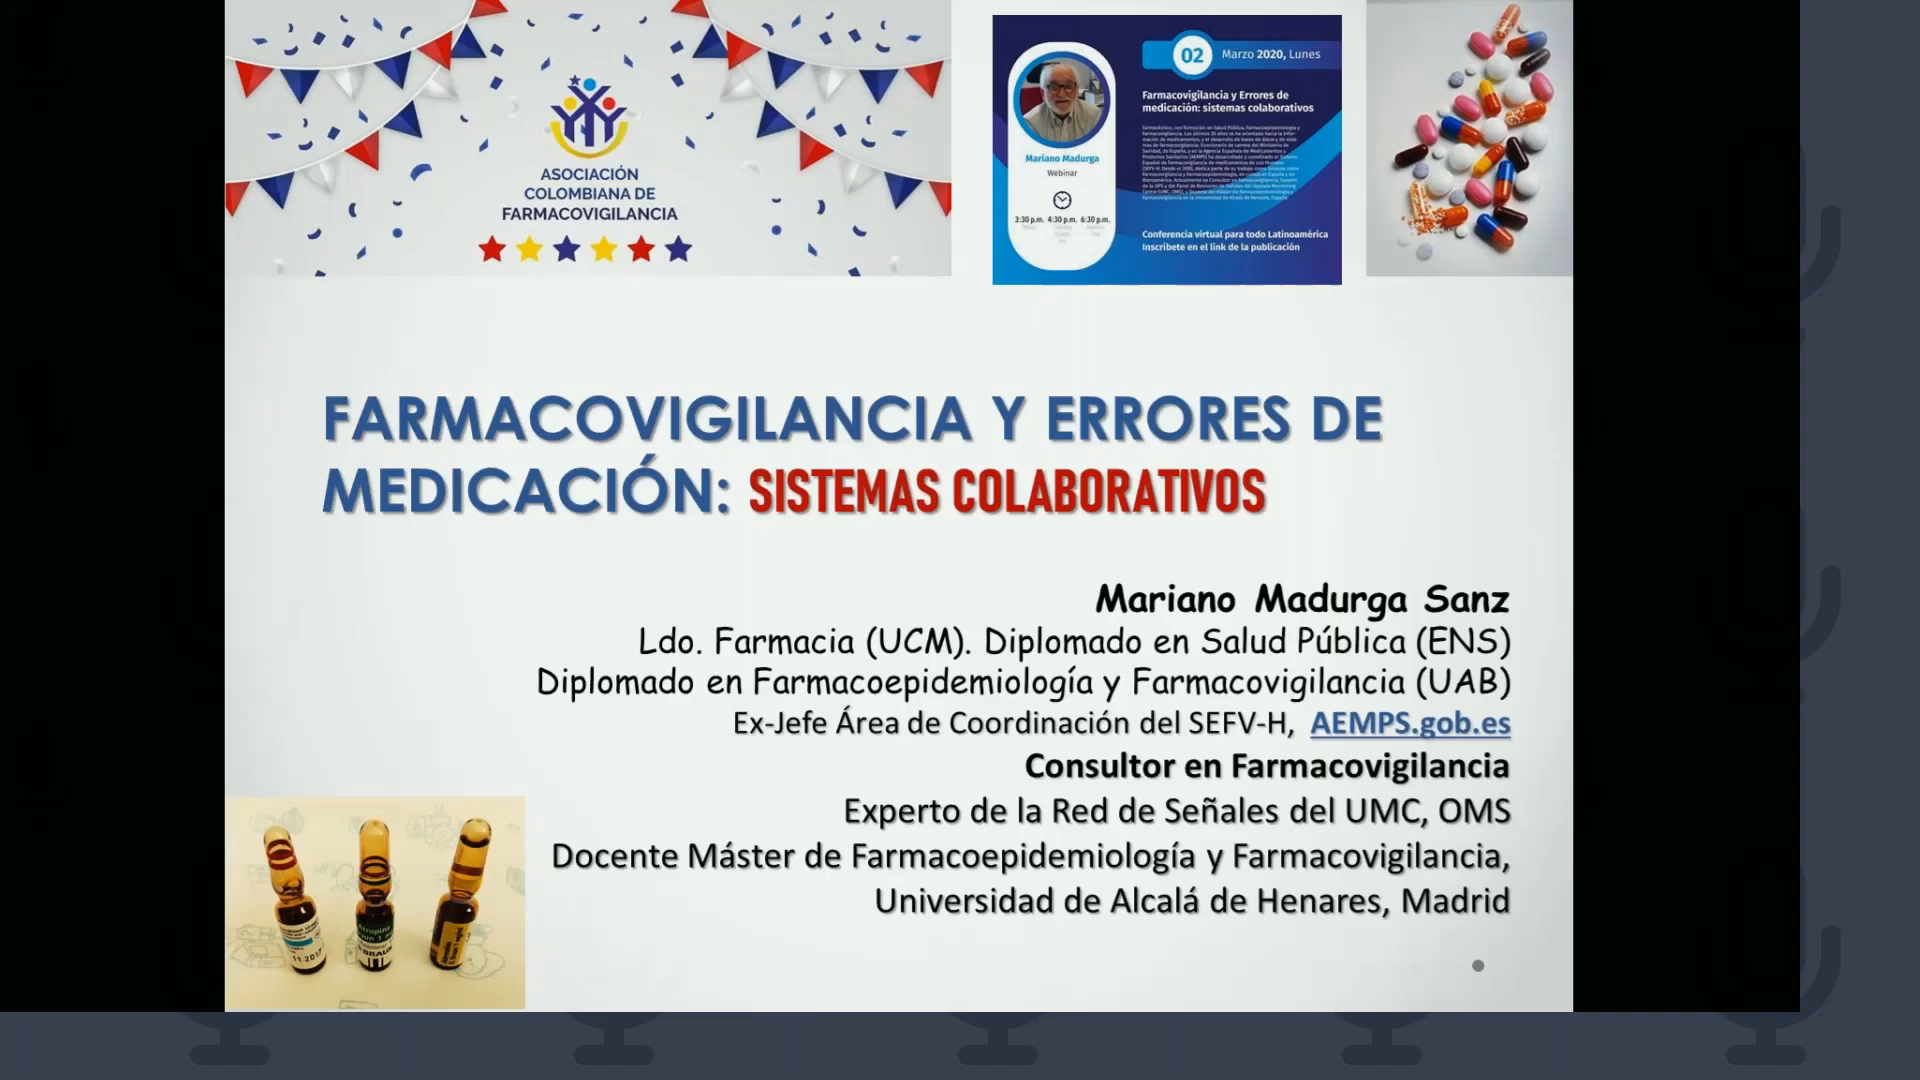 ASOCIACIÓN
COLOMBIANA DE
FARMACOVIGILANCIA
02 Marzo 2020, Lunes
Farmacovigilancia y Errores de
medicación: sistemas colaborativos
Mariano Madurga
Webinar
3:30 p.m. 4:30 p.m. 6:30 p.m.
Conferencia virtual para todo Latinoamérica
Inscríbete en el link de la publicación
FARMACOVIGILANCIA Y ERRORES DE
MEDICACIÓN: SISTEMAS COLABORATIVOS
Mariano Madurga Sanz
Ldo. Farmacia (UCM). Diplomado en Salud Pública (ENS)
Diplomado en Farmacoepidemiología y Farmacovigilancia (UAB)
Ex-Jefe Área de Coordinación del SEFV-H, AEMPS.gob.es
Consultor en Farmacovigilancia
Experto de la Red de Señales del UMC, OMS
Docente Máster de Farmacoepidemiología y Farmacovigilancia,
Universidad de Alcalá de Henares, Madrid
11 2017
Atropina
BRAUN